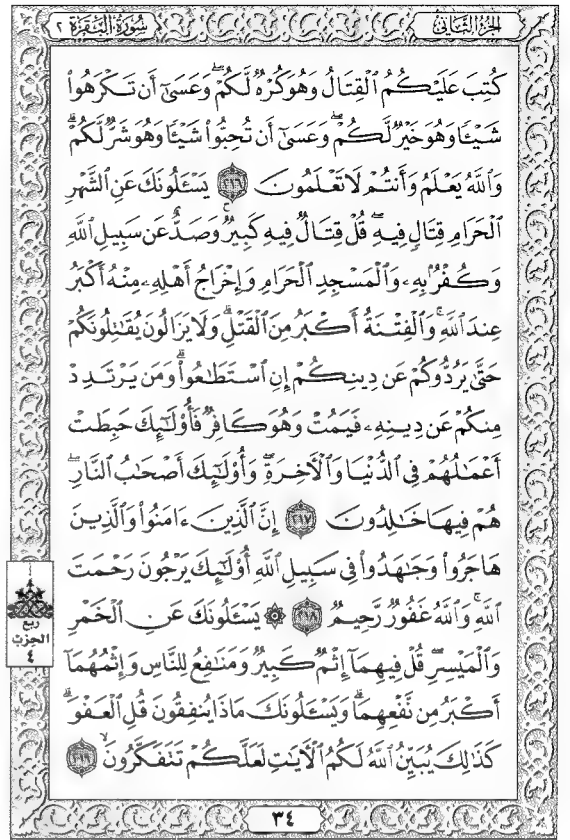 الجزء الثاني
سورة البقرة ٢
كُتِبَ عَلَيْكُمُ ٱلْقِتَالُ وَهُوَ كُرْهٌ لَّكُمْ ۖ وَعَسَىٰٓ أَن تَكْرَهُوا۟
شَيْـًٔا وَهُوَ خَيْرٌ لَّكُمْ ۖ وَعَسَىٰٓ أَن تُحِبُّوا۟ شَيْـًٔا وَهُوَ شَرٌّ لَّكُمْ ۗ
وَٱللَّهُ يَعْلَمُ وَأَنتُمْ لَا تَعْلَمُونَ ٢١٦ يَسْـَٔلُونَكَ عَنِ ٱلشَّهْرِ
ٱلْحَرَامِ قِتَالٍ فِيهِ ۖ قُلْ قِتَالٌ فِيهِ كَبِيرٌ ۖ وَصَدٌّ عَن سَبِيلِ ٱللَّهِ
وَكُفْرٌۢ بِهِۦ وَٱلْمَسْجِدِ ٱلْحَرَامِ وَإِخْرَاجُ أَهْلِهِۦ مِنْهُ أَكْبَرُ
عِندَ ٱللَّهِ ۚ وَٱلْفِتْنَةُ أَكْبَرُ مِنَ ٱلْقَتْلِ ۗ وَلَا يَزَالُونَ يُقَـٰتِلُونَكُمْ
حَتَّىٰ يَرُدُّوكُمْ عَن دِينِكُمْ إِنِ ٱسْتَطَـٰعُوا۟ ۚ وَمَن يَرْتَدِدْ
مِنكُمْ عَن دِينِهِۦ فَيَمُتْ وَهُوَ كَافِرٌ فَأُو۟لَـٰٓئِكَ حَبِطَتْ
أَعْمَـٰلُهُمْ فِى ٱلدُّنْيَا وَٱلْـَٔاخِرَةِ ۖ وَأُو۟لَـٰٓئِكَ أَصْحَـٰبُ ٱلنَّارِ ۖ
هُمْ فِيهَا خَـٰلِدُونَ ٢١٧ إِنَّ ٱلَّذِينَ ءَامَنُوا۟ وَٱلَّذِينَ
هَاجَرُوا۟ وَجَـٰهَدُوا۟ فِى سَبِيلِ ٱللَّهِ أُو۟لَـٰٓئِكَ يَرْجُونَ رَحْمَتَ
ٱللَّهِ ۚ وَٱللَّهُ غَفُورٌ رَّحِيمٌ ٢١٨ ۞ يَسْـَٔلُونَكَ عَنِ ٱلْخَمْرِ
وَٱلْمَيْسِرِ ۖ قُلْ فِيهِمَآ إِثْمٌ كَبِيرٌ وَمَنَـٰفِعُ لِلنَّاسِ وَإِثْمُهُمَآ
أَكْبَرُ مِن نَّفْعِهِمَا ۗ وَيَسْـَٔلُونَكَ مَاذَا يُنفِقُونَ قُلِ ٱلْعَفْوَ ۗ
كَذَٰلِكَ يُبَيِّنُ ٱللَّهُ لَكُمُ ٱلْـَٔايَـٰتِ لَعَلَّكُمْ تَتَفَكَّرُونَ ٢١٩
ربع
الحزب
٤
٣٤